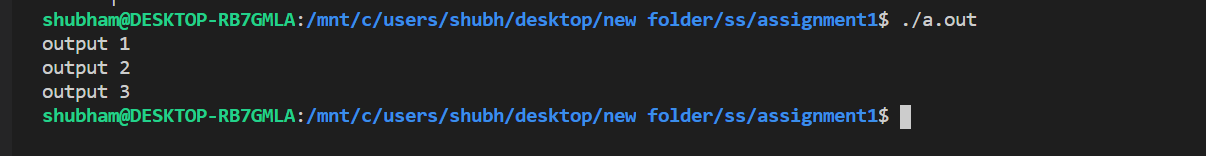 shubham@DESKTOP-RB7GMLA:/mnt/c/users/shubh/desktop/new folder/ss/assignment1$ ./a.out
output 1
output 2
output 3
shubham@DESKTOP-RB7GMLA:/mnt/c/users/shubh/desktop/new folder/ss/assignment1$